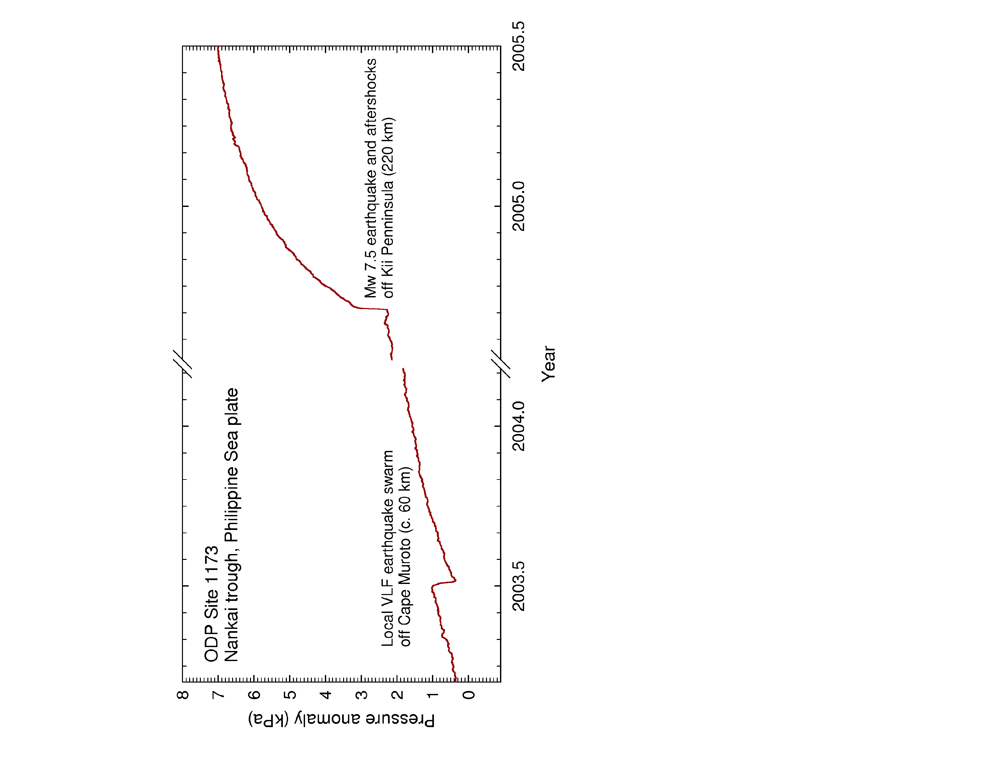 ODP Site 1173
Nankai trough, Philippine Sea plate
Local VLF earthquake swarm
off Cape Muroto (c. 60 km)
Mw 7.5 earthquake and aftershocks
off Kii Penninsula (220 km)
Pressure anomaly (kPa)
8
7
6
5
4
3
2
1
0
2003.5
2004.0
2005.0
2005.5
Year